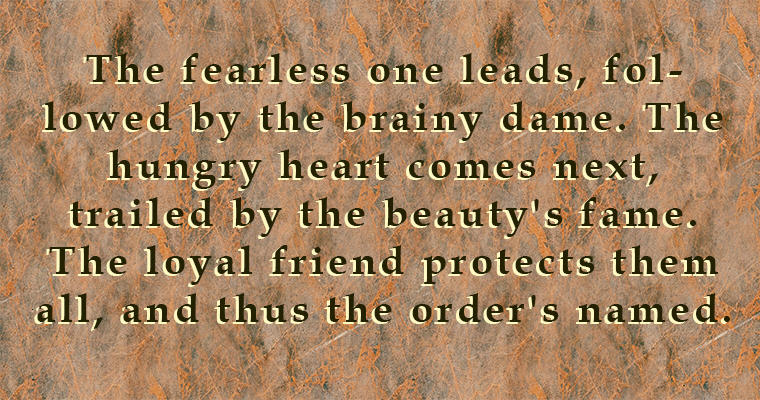 The fearless one leads, fol-
lowed by the brainy dame. The
hungry heart comes next,
trailed by the beauty's fame.
The loyal friend protects them
all, and thus the order's named.